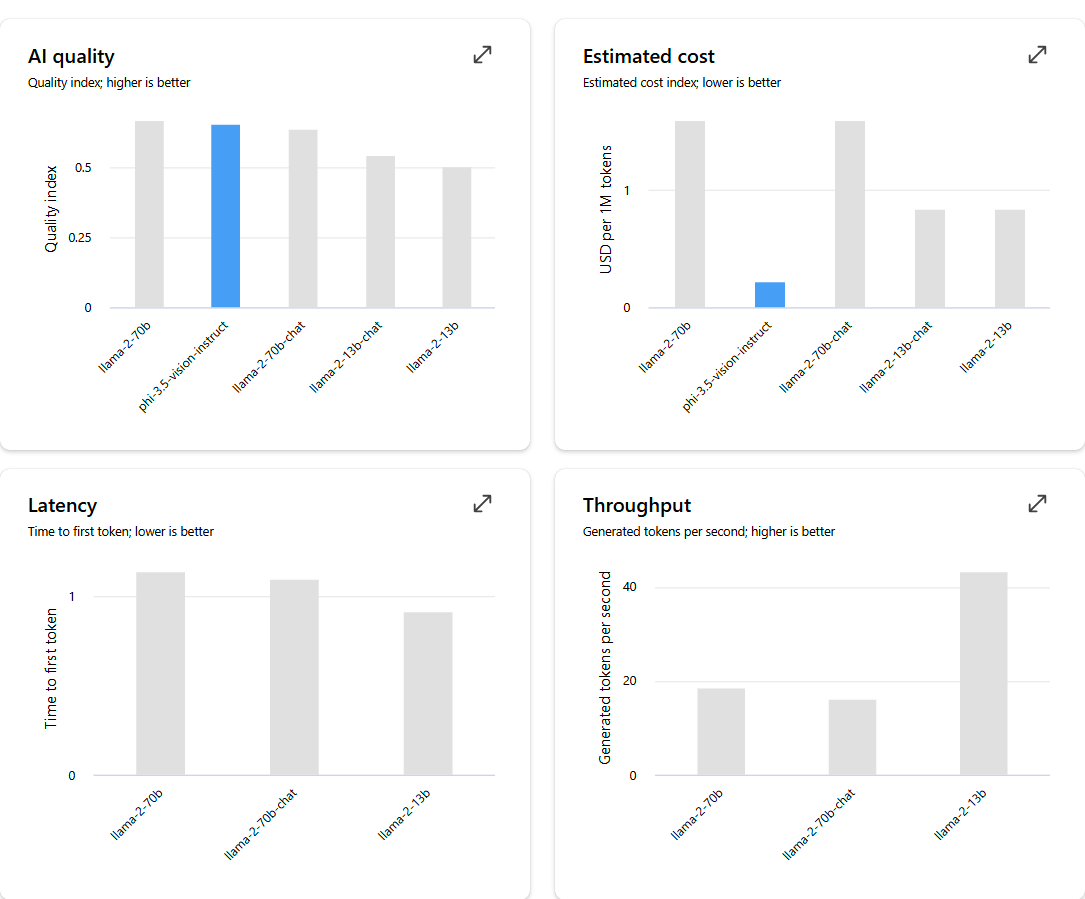 AI quality
Quality index; higher is better
Quality index
0.5
0.25
0
llama-2-70b
phi-3.5-vision-instruct
llama-2-70b-chat
llama-2-13b-chat
llama-2-13b
Estimated cost
Estimated cost index; lower is better
USD per 1M tokens
1
0
llama-2-70b
phi-3.5-vision-instruct
llama-2-70b-chat
llama-2-13b-chat
llama-2-13b
Latency
Time to first token; lower is better
Time to first token
1
0
llama-2-70b
llama-2-70b-chat
llama-2-13b
Throughput
Generated tokens per second; higher is better
Generated tokens per second
40
20
0
llama-2-70b
llama-2-70b-chat
llama-2-13b